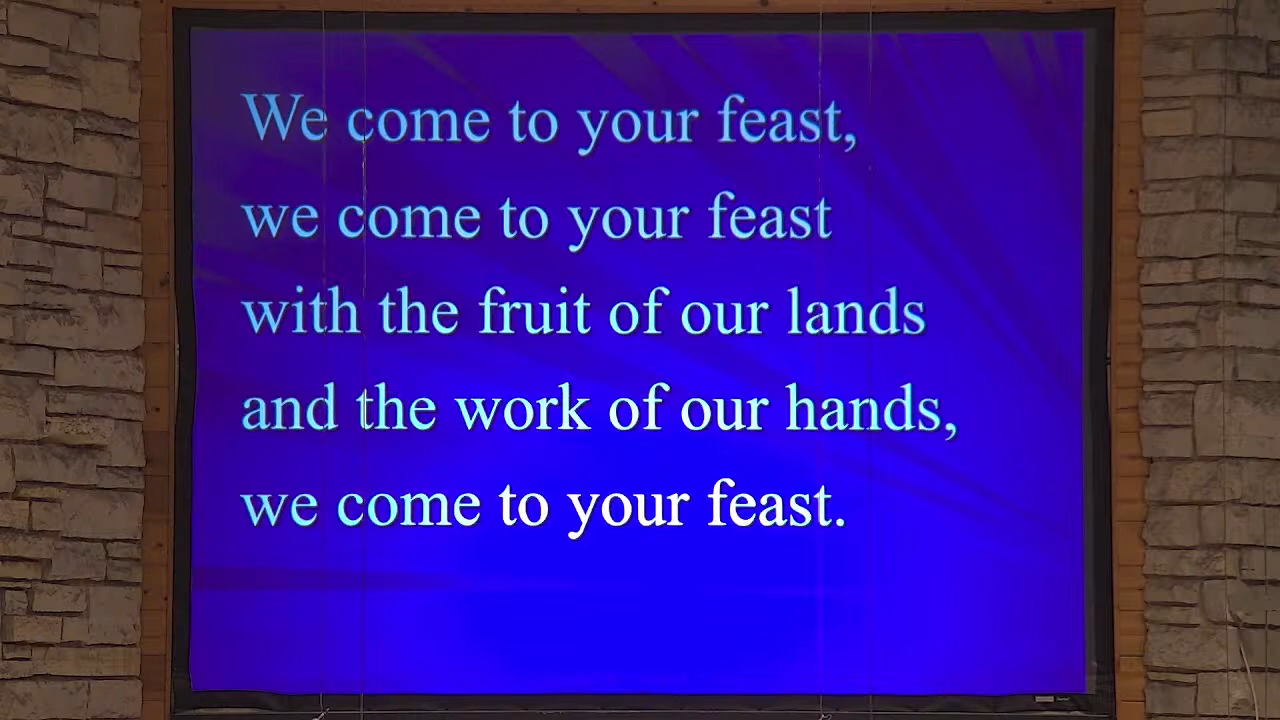 We come to your feast,
we come to your feast
with the fruit of our lands
and the work of our hands,
we come to your feast.